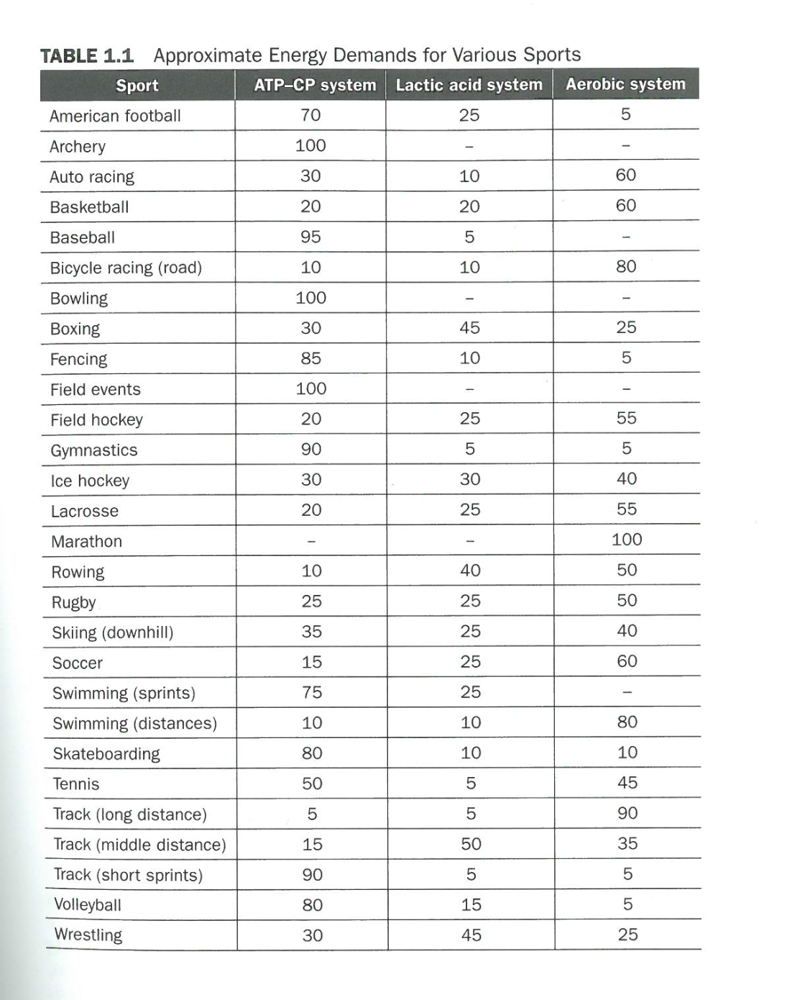 TABLE 1.1 Approximate Energy Demands for Various Sports
Sport ATP–CP system Lactic acid system Aerobic system
American football 70 25 5
Archery 100 – –
Auto racing 30 10 60
Basketball 20 20 60
Baseball 95 5 –
Bicycle racing (road) 10 10 80
Bowling 100 – –
Boxing 30 45 25
Fencing 85 10 5
Field events 100 – –
Field hockey 20 25 55
Gymnastics 90 5 5
Ice hockey 30 30 40
Lacrosse 20 25 55
Marathon – – 100
Rowing 10 40 50
Rugby 25 25 50
Skiing (downhill) 35 25 40
Soccer 15 25 60
Swimming (sprints) 75 25 –
Swimming (distances) 10 10 80
Skateboarding 80 10 10
Tennis 50 5 45
Track (long distance) 5 5 90
Track (middle distance) 15 50 35
Track (short sprints) 90 5 5
Volleyball 80 15 5
Wrestling 30 45 25